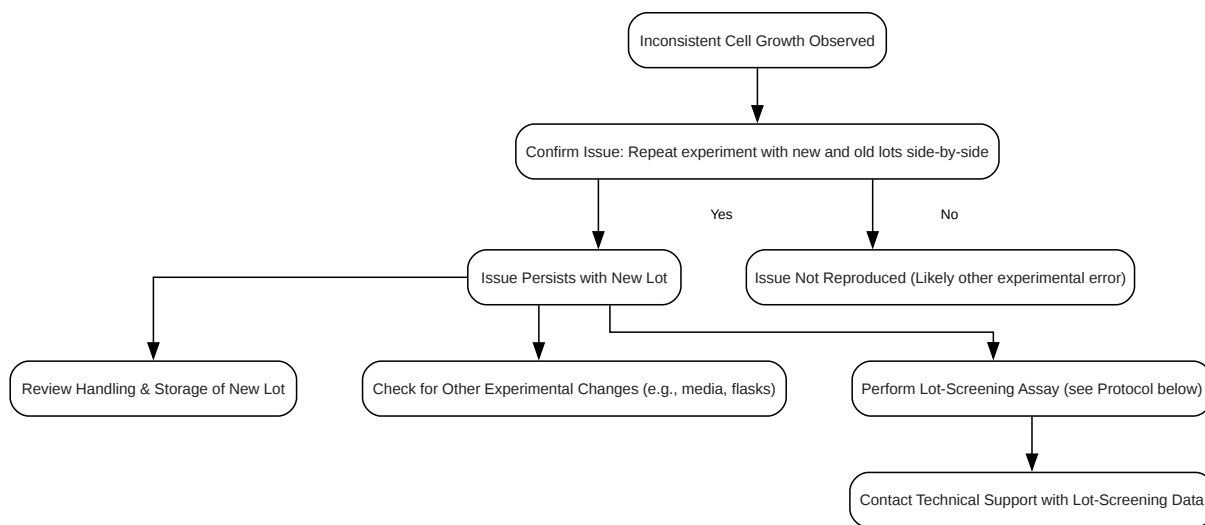 Inconsistent Cell Growth Observed
Confirm Issue: Repeat experiment with new and old lots side-by-side
Yes
No
Issue Persists with New Lot
Issue Not Reproduced (Likely other experimental error)
Review Handling & Storage of New Lot
Check for Other Experimental Changes (e.g., media, flasks)
Perform Lot-Screening Assay (see Protocol below)
Contact Technical Support with Lot-Screening Data